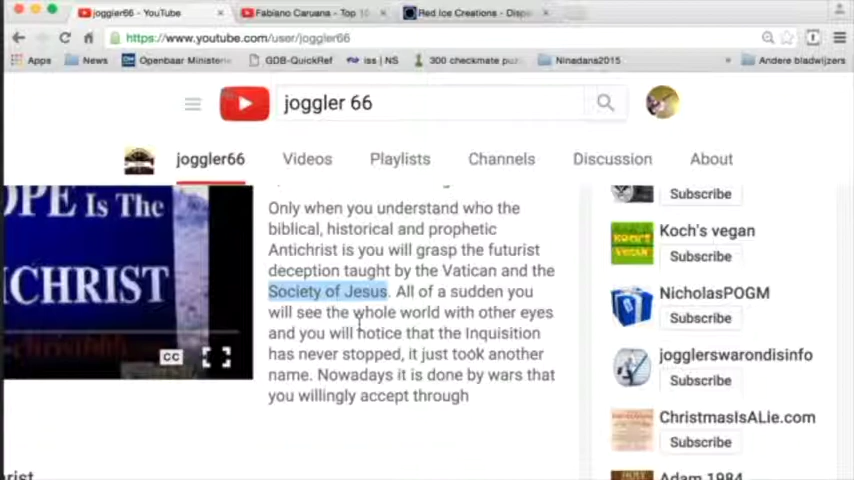 joggler66 - YouTube
Fabiano Caruana - Top 10
Red Ice Creations - Dispe
https://www.youtube.com/user/joggler66
Apps
News
Openbaar Ministerie
GDB-QuickRef
iss | NS
300 checkmate puz
Ninadans2015
»
Andere bladwijzers
joggler 66
joggler66
Videos
Playlists
Channels
Discussion
About
OPE Is The
ICHRIST
CC
Only when you understand who the
biblical, historical and prophetic
Antichrist is you will grasp the futurist
deception taught by the Vatican and the
Society of Jesus. All of a sudden you
will see the whole world with other eyes
and you will notice that the Inquisition
has never stopped, it just took another
name. Nowadays it is done by wars that
you willingly accept through
Subscribe
Koch's vegan
Subscribe
NicholasPOGM
Subscribe
jogglerswarondisinfo
Subscribe
ChristmasIsALie.com
Subscribe
Adam 1984
rist